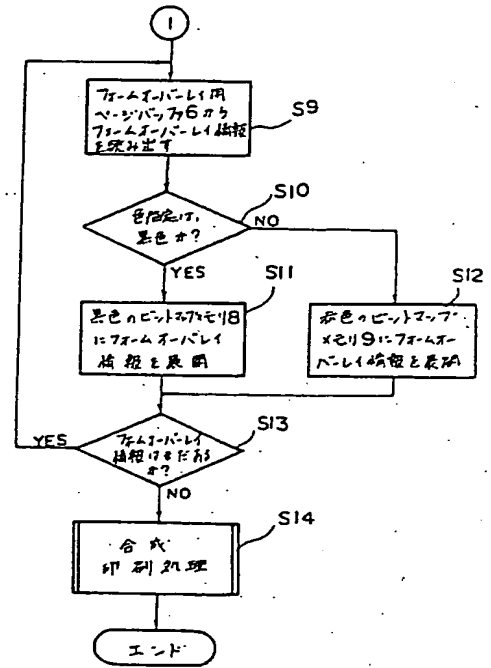 1
フォームオーバーレイ用
ページバッファ6から
フォームオーバーレイ情報
を読み出す
S9
色指定は、
黒色か?
S10
NO
YES
S11
黒色のビットマップメモリ8
にフォームオーバレイ
情報を展開
S12
赤色のビットマップ
メモリ9にフォームオー
バーレイ情報を展開
フォームオーバーレイ
情報はまだある
か?
S13
YES
NO
S14
合成
印刷処理
エンド